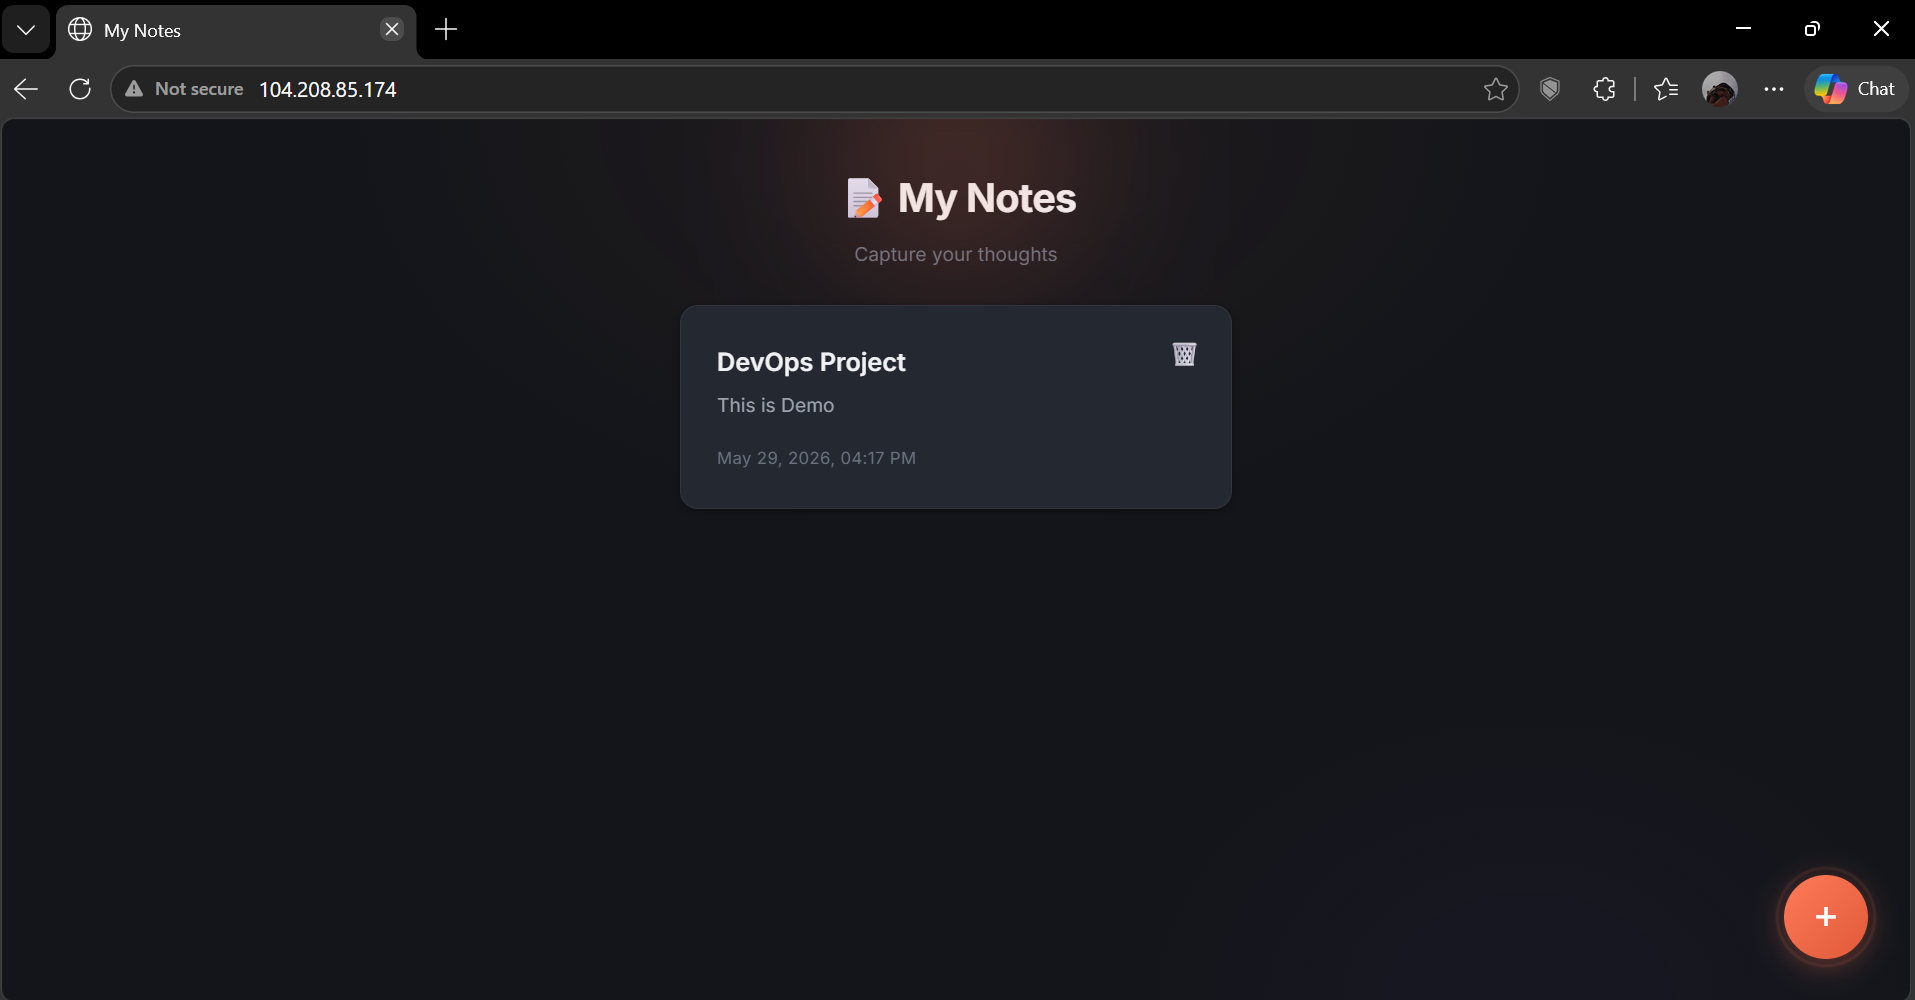 My Notes
Not secure 104.208.85.174
Chat
My Notes
Capture your thoughts
DevOps Project
This is Demo
May 29, 2026, 04:17 PM
+